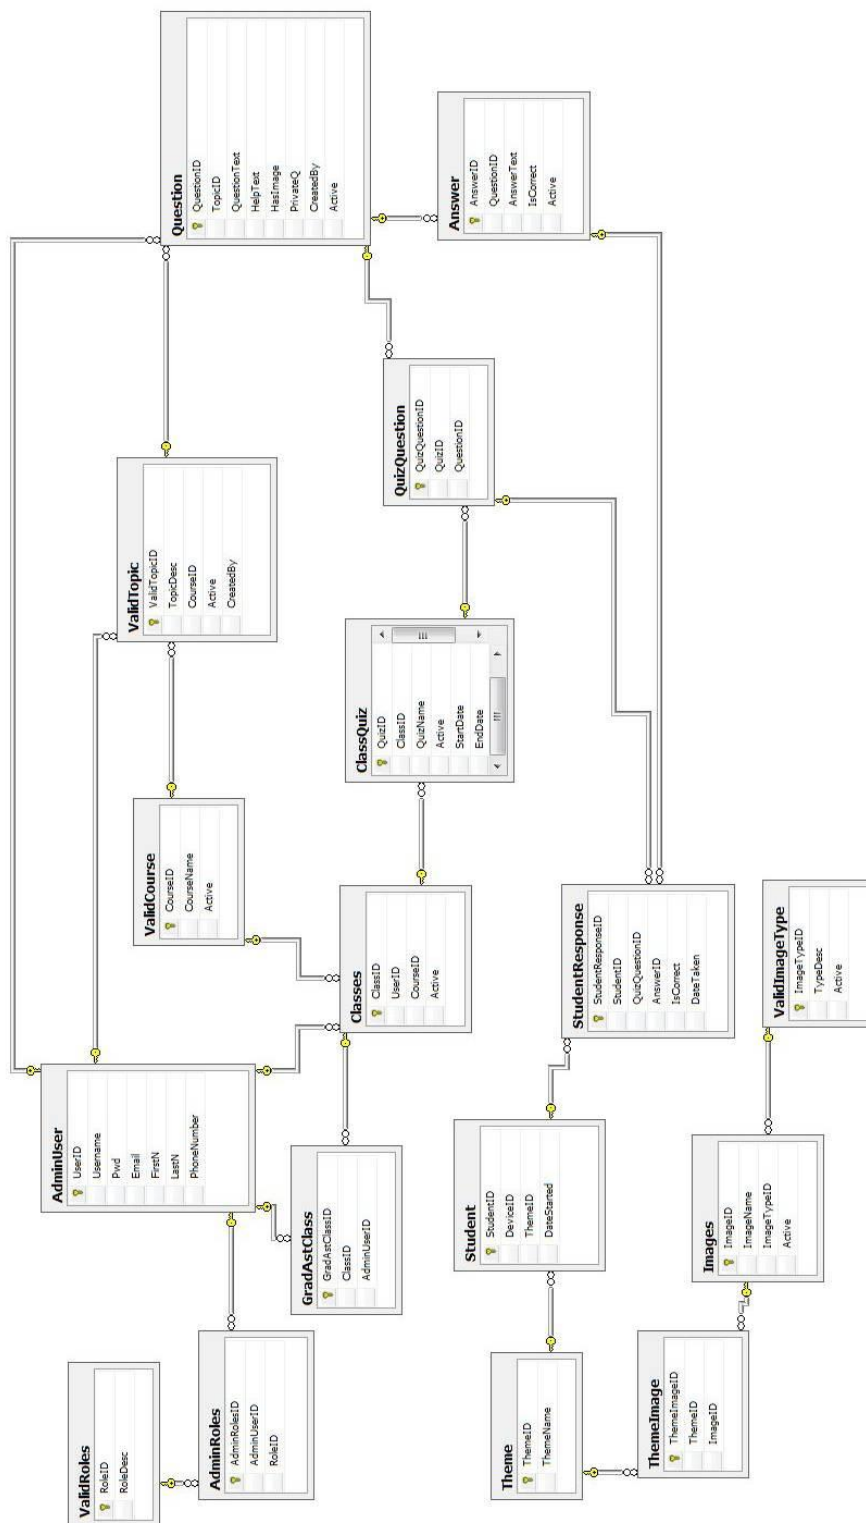 ValidRoles
RoleID
RoleDesc
AdminRoles
AdminRolesID
AdminUserID
RoleID
AdminUser
UserID
Username
Pwd
Email
FirstN
LastN
PhoneNumber
GradAstClass
GradAstClassID
ClassID
AdminUserID
ValidCourse
CourseID
CourseName
Active
Classes
ClassID
UserID
CourseID
Active
ValidTopic
ValidTopicID
TopicDesc
CourseID
Active
CreatedBy
ClassQuiz
QuizID
ClassID
QuizName
Active
StartDate
EndDate
Question
QuestionID
TopicID
QuestionText
HelpText
HasImage
PrivateQ
CreatedBy
Active
QuizQuestion
QuizQuestionID
QuizID
QuestionID
Answer
AnswerID
QuestionID
AnswerText
IsCorrect
Active
Theme
ThemeID
ThemeName
Student
StudentID
DeviceID
ThemeID
DateStarted
StudentResponse
StudentResponseID
StudentID
QuizQuestionID
AnswerID
IsCorrect
DateTaken
ThemeImage
ThemeImageID
ThemeID
ImageID
Images
ImageID
ImageName
ImageTypeID
Active
ValidImageType
ImageTypeID
TypeDesc
Active